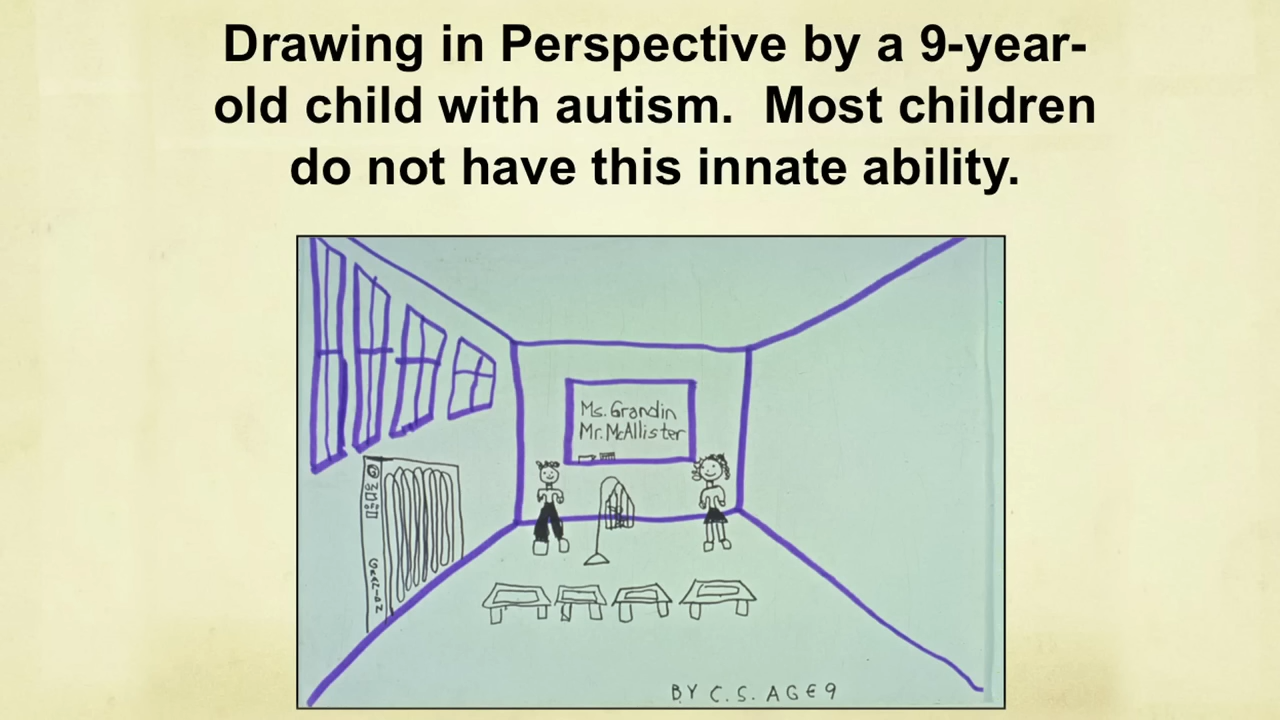 Drawing in Perspective by a 9-year-
old child with autism.  Most children
do not have this innate ability.
Ms. Grandin
Mr. McAllister
BY C. S. AGE 9